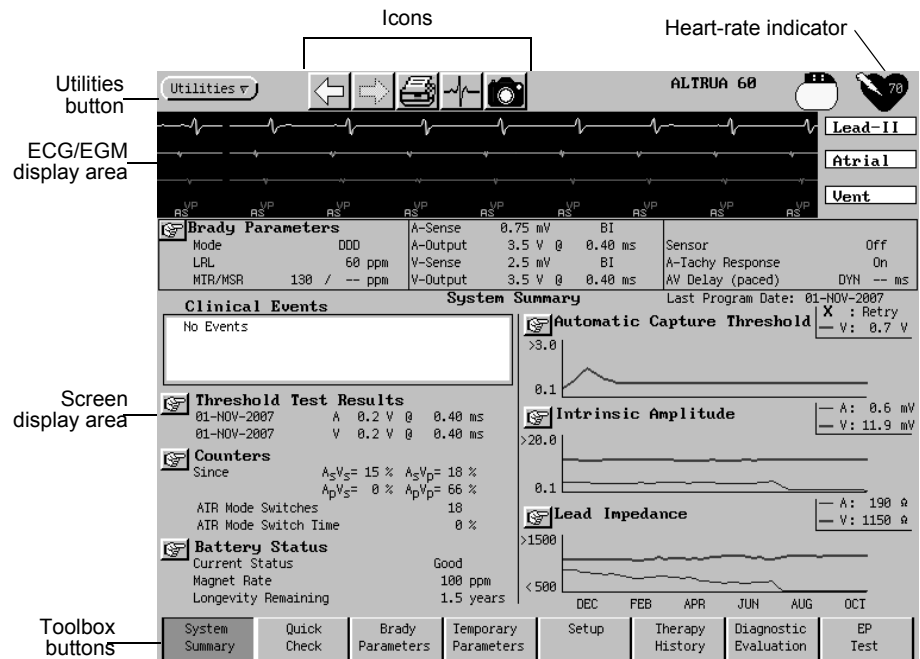 Icons
Heart-rate indicator
Utilities button
Utilities
ALTRUA 60
70
ECG/EGM display area
Lead-II
Atrial
Vent
AS VP AS VP AS VP AS VP AS VP AS VP AS VP AS VP AS VP
Brady Parameters
Mode DDD
LRL 60 ppm
MTR/MSR 130 / -- ppm
A-Sense 0.75 mV BI
A-Output 3.5 V @ 0.40 ms
V-Sense 2.5 mV BI
V-Output 3.5 V @ 0.40 ms
Sensor Off
A-Tachy Response On
AV Delay (paced) DYN -- ms
System Summary
Last Program Date: 01-NOV-2007
Clinical Events
No Events
Screen display area
Threshold Test Results
01-NOV-2007 A 0.2 V @ 0.40 ms
01-NOV-2007 V 0.2 V @ 0.40 ms
Counters
Since AsVs= 15 % AsVp= 18 %
ApVs= 0 % ApVp= 66 %
AIR Mode Switches 18
AIR Mode Switch Time 0 %
Battery Status
Current Status Good
Magnet Rate 100 ppm
Longevity Remaining 1.5 years
Automatic Capture Threshold
X : Retry
— V: 0.7 V
>3.0
0.1
Intrinsic Amplitude
— A: 0.6 mV
— V: 11.9 mV
>20.0
0.1
Lead Impedance
— A: 190 Ω
— V: 1150 Ω
>1500
<500
DEC FEB APR JUN AUG OCT
Toolbox buttons
System Summary
Quick Check
Brady Parameters
Temporary Parameters
Setup
Therapy History
Diagnostic Evaluation
EP Test